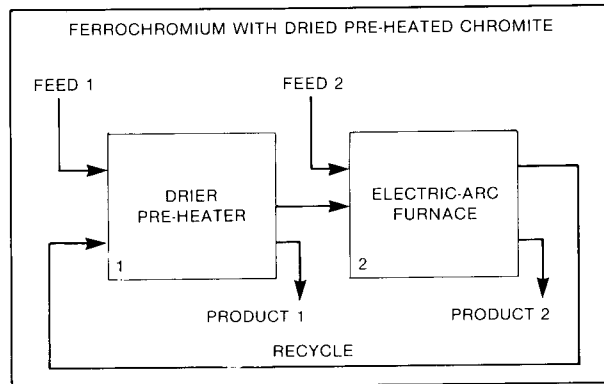 FERROCHROMIUM WITH DRIED PRE-HEATED CHROMITE
FEED 1
FEED 2
DRIER
PRE-HEATER
1
ELECTRIC-ARC
FURNACE
2
PRODUCT 1
PRODUCT 2
RECYCLE